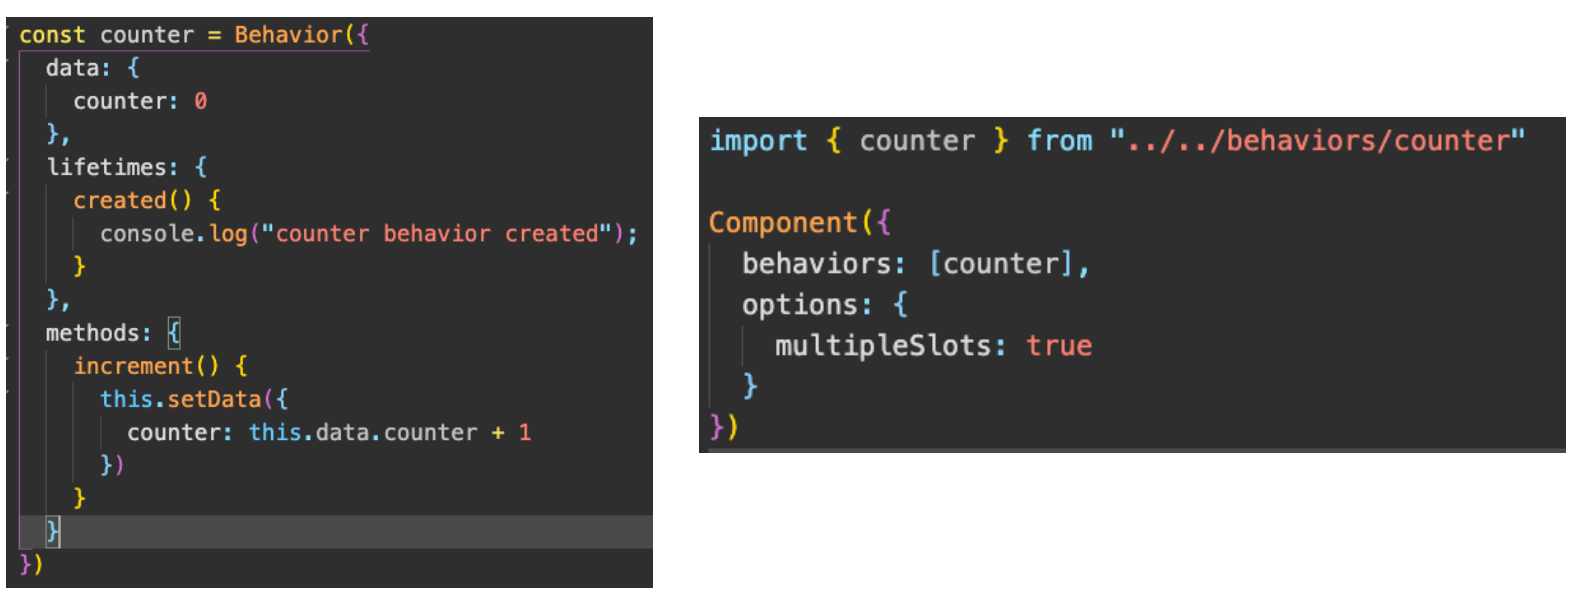 const counter = Behavior({
  data: {
    counter: 0
  },
  lifetimes: {
    created() {
      console.log("counter behavior created");
    }
  },
  methods: {
    increment() {
      this.setData({
        counter: this.data.counter + 1
      })
    }
  }
})
import { counter } from "../../behaviors/counter"

Component({
  behaviors: [counter],
  options: {
    multipleSlots: true
  }
})